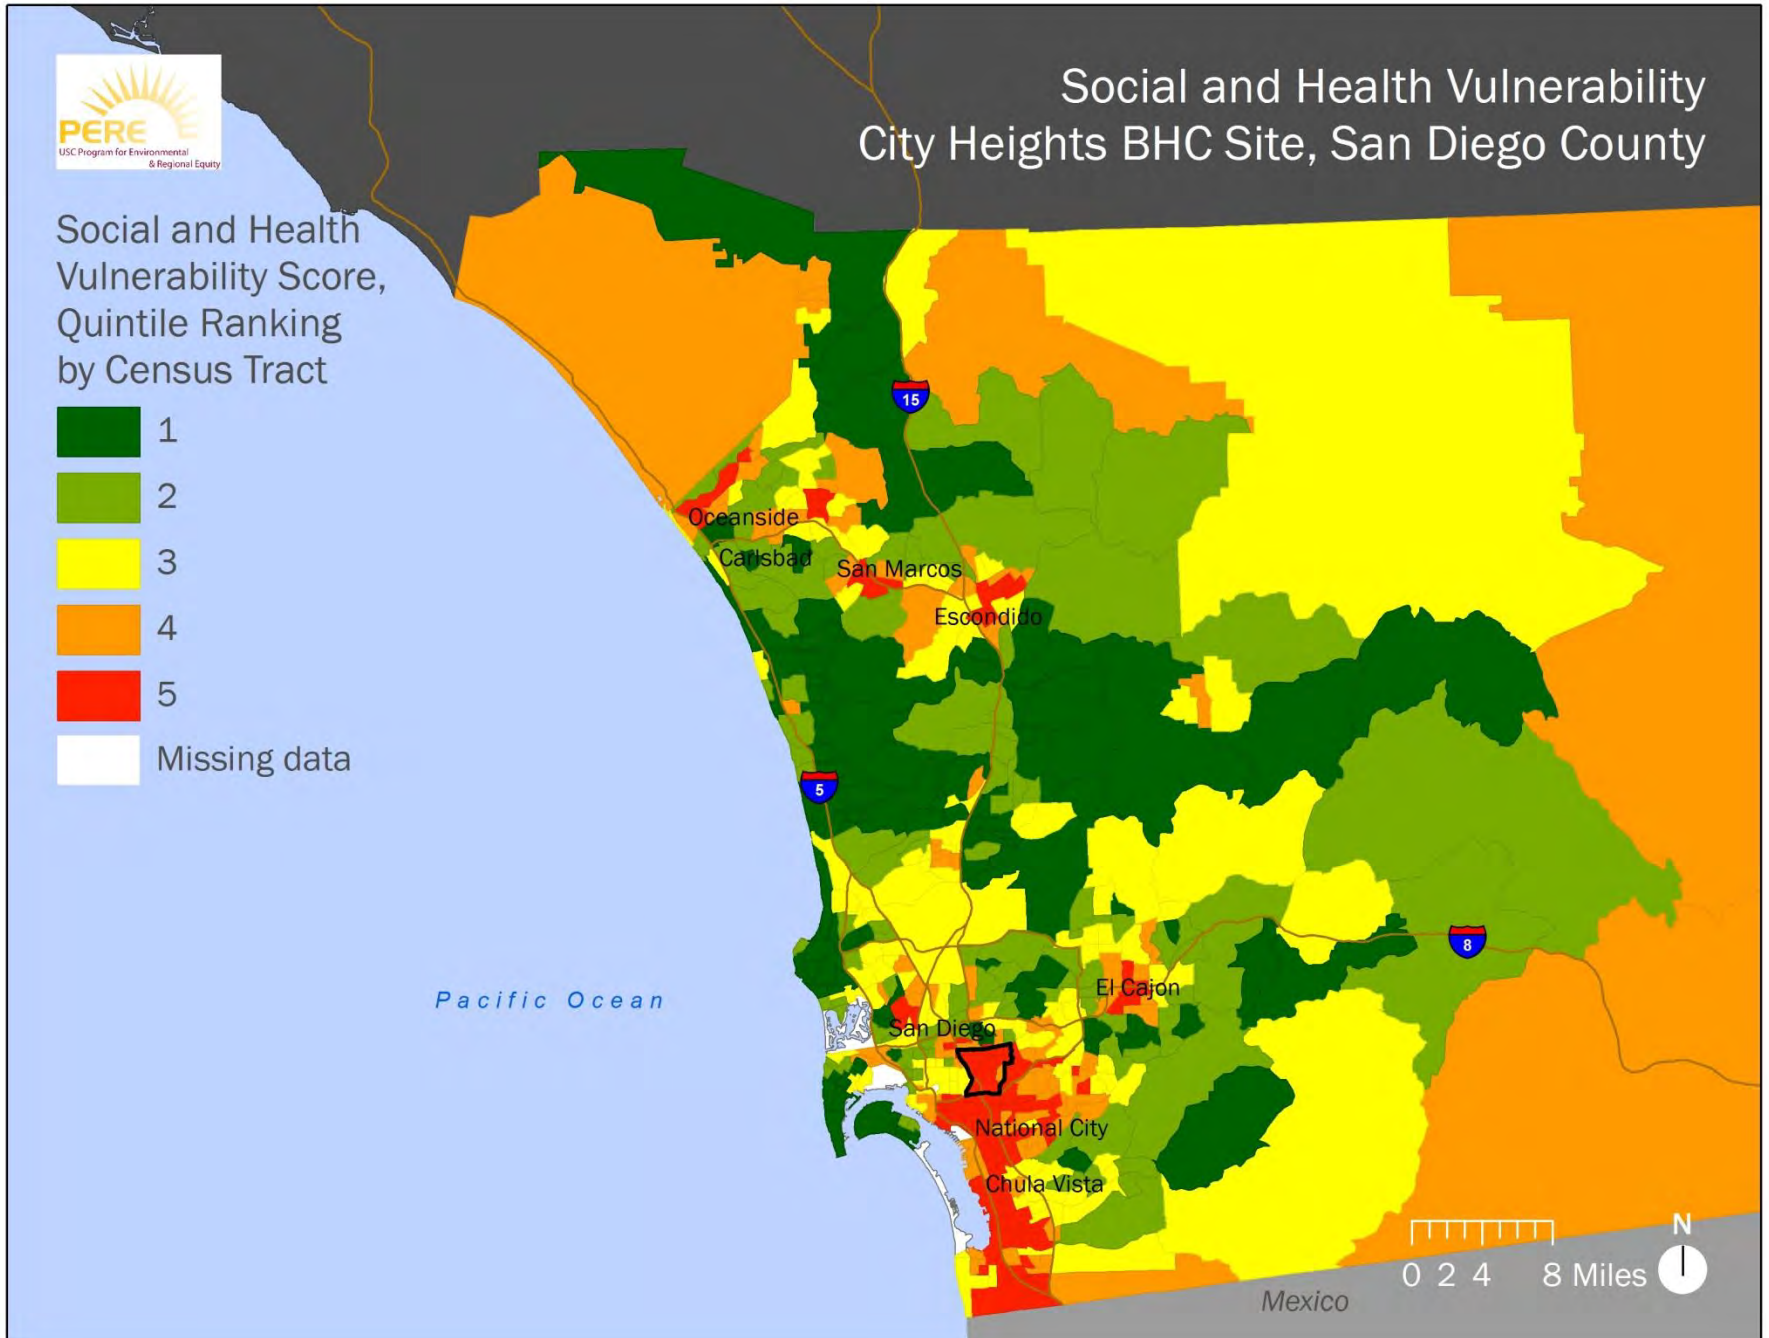 Social and Health Vulnerability
City Heights BHC Site, San Diego County
PERE
USC Program for Environmental
& Regional Equity
Social and Health
Vulnerability Score,
Quintile Ranking
by Census Tract
1
2
3
4
5
Missing data
15
Oceanside
Carlsbad
San Marcos
Escondido
5
8
El Cajon
Pacific Ocean
San Diego
National City
Chula Vista
N
0 2 4 8 Miles
Mexico